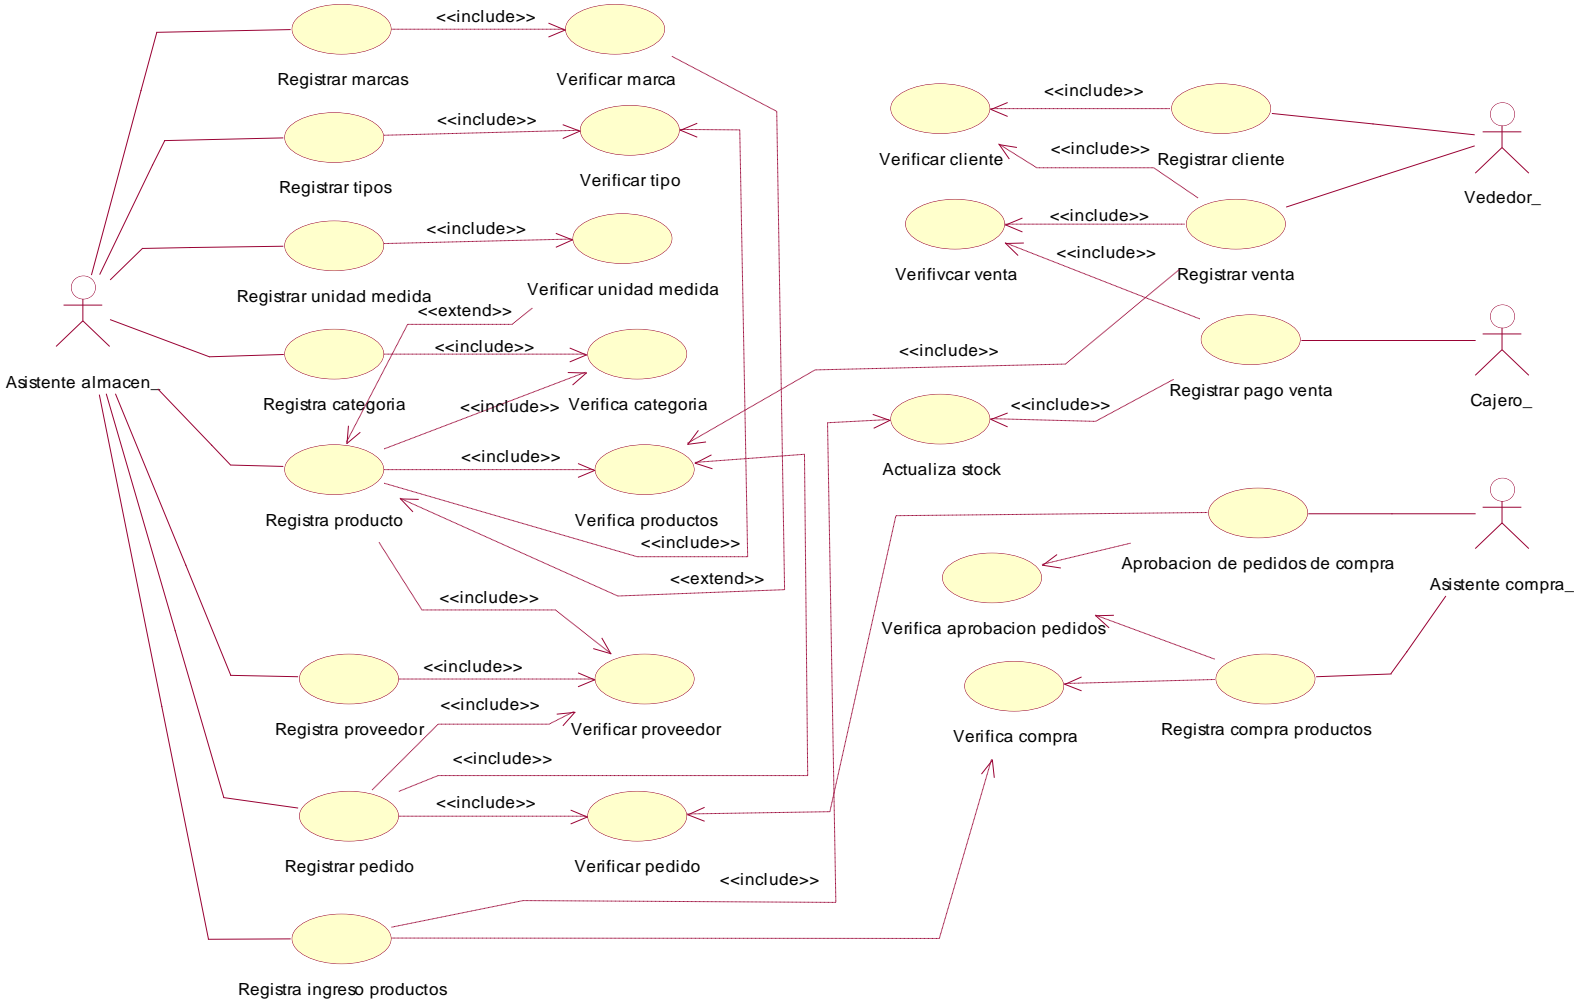 <<include>>
Registrar marcas
Verificar marca
<<include>>
Registrar tipos
Verificar tipo
<<include>>
Registrar unidad medida
Verificar unidad medida
<<extend>>
<<include>>
Asistente almacen_
Registra categoria
<<include>>
Verifica categoria
<<include>>
Registra producto
Verifica productos
<<include>>
<<extend>>
<<include>>
<<include>>
Registra proveedor
<<include>>
Verificar proveedor
<<include>>
<<include>>
Registrar pedido
Verificar pedido
<<include>>
Registra ingreso productos
<<include>>
Verificar cliente
<<include>>
Registrar cliente
Vededor_
<<include>>
Verifivcar venta
<<include>>
Registrar venta
<<include>>
Registrar pago venta
Cajero_
<<include>>
Actualiza stock
Aprobacion de pedidos de compra
Asistente compra_
Verifica aprobacion pedidos
Verifica compra
Registra compra productos